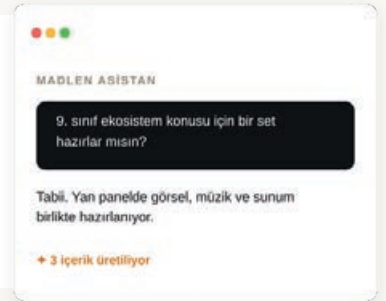 MADLEN ASİSTAN
9. sınıf ekosistem konusu için bir set
hazırlar mısın?
Tabii. Yan panelde görsel, müzik ve sunum
birlikte hazırlanıyor.
+ 3 içerik üretiliyor